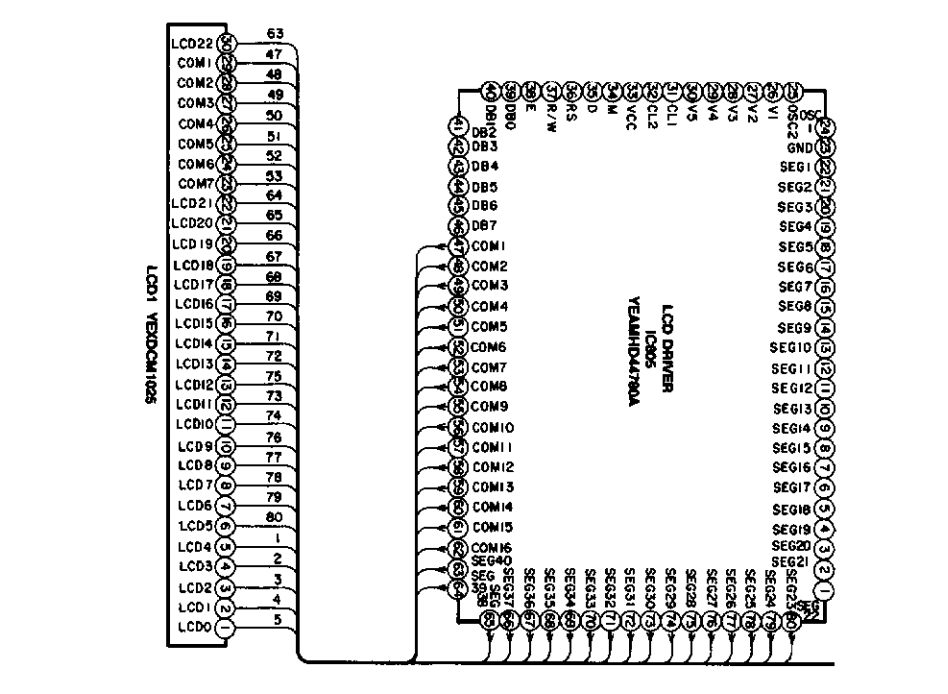 LCD22 30 63
COM1 29 47
COM2 28 48
COM3 27 49
COM4 26 50
COM5 25 51
COM6 24 52
COM7 23 53
LCD21 22 64
LCD20 21 65
LCD19 20 66
LCD18 19 67
LCD17 18 68
LCD16 17 69
LCD15 16 70
LCD14 15 71
LCD13 14 72
LCD12 13 75
LCD11 12 73
LCD10 11 74
LCD9 10 76
LCD8 9 77
LCD7 8 78
LCD6 7 79
LCD5 6 80
LCD4 5 1
LCD3 4 2
LCD2 3 3
LCD1 2 4
LCD0 1 5
LCD1 YEXDCM1025
40 39 38 37 36 35 34 33 32 31 30 29 28 27 26 25
DB1 DB0 E R/W RS D M VCC CL2 CL1 V5 V4 V3 V2 V1 OSC2
41 DB2
42 DB3
43 DB4
44 DB5
45 DB6
46 DB7
47 COM1
48 COM2
49 COM3
50 COM4
51 COM5
52 COM6
53 COM7
54 COM8
55 COM9
56 COM10
57 COM11
58 COM12
59 COM13
60 COM14
61 COM15
62 COM16
63 SEG40
64 SEG 39
LCD DRIVER
IC805
YEAMHD44780A
OSC 1 24
GND 23
SEG1 22
SEG2 21
SEG3 20
SEG4 19
SEG5 18
SEG6 17
SEG7 16
SEG8 15
SEG9 14
SEG10 13
SEG11 12
SEG12 11
SEG13 10
SEG14 9
SEG15 8
SEG16 7
SEG17 6
SEG18 5
SEG19 4
SEG20 3
SEG21 2
SEG 22 1
SEG38 SEG37 SEG36 SEG35 SEG34 SEG33 SEG32 SEG31 SEG30 SEG29 SEG28 SEG27 SEG26 SEG25 SEG24 SEG23
65 66 67 68 69 70 71 72 73 74 75 76 77 78 79 80